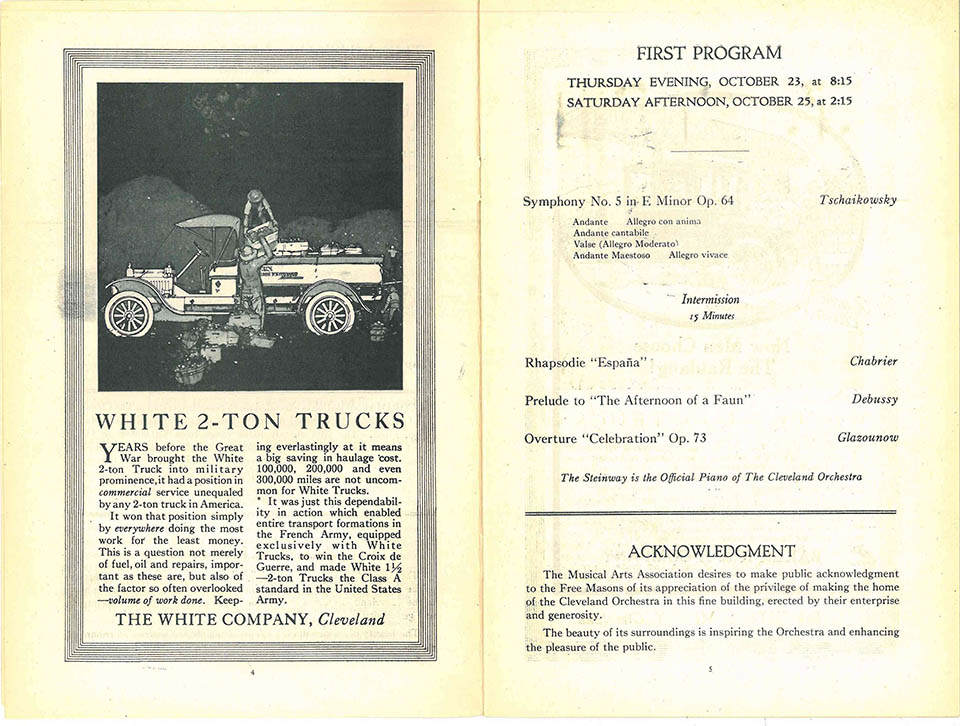 WHITE 2-TON TRUCKS
YEARS before the Great
War brought the White
2-ton Truck into military
prominence, it had a position in
commercial service unequaled
by any 2-ton truck in America.
It won that position simply
by everywhere doing the most
work for the least money.
This is a question not merely
of fuel, oil and repairs, impor-
tant as these are, but also of
the factor so often overlooked
—volume of work done. Keep-
ing everlastingly at it means
a big saving in haulage cost.
100,000, 200,000 and even
300,000 miles are not uncom-
mon for White Trucks.
It was just this dependabil-
ity in action which enabled
entire transport formations in
the French Army, equipped
exclusively with White
Trucks, to win the Croix de
Guerre, and made White 1½
—2-ton Trucks the Class A
standard in the United States
Army.
THE WHITE COMPANY, Cleveland
4
FIRST PROGRAM
THURSDAY EVENING, OCTOBER 23, at 8:15
SATURDAY AFTERNOON, OCTOBER 25, at 2:15
Symphony No. 5 in E Minor Op. 64 Tschaikowsky
Andante Allegro con anima
Andante cantabile
Valse (Allegro Moderato)
Andante Maestoso Allegro vivace
Intermission
15 Minutes
Rhapsodie "España" Chabrier
Prelude to "The Afternoon of a Faun" Debussy
Overture "Celebration" Op. 73 Glazounow
The Steinway is the Official Piano of The Cleveland Orchestra
ACKNOWLEDGMENT
The Musical Arts Association desires to make public acknowledgment
to the Free Masons of its appreciation of the privilege of making the home
of the Cleveland Orchestra in this fine building, erected by their enterprise
and generosity.
The beauty of its surroundings is inspiring the Orchestra and enhancing
the pleasure of the public.
5